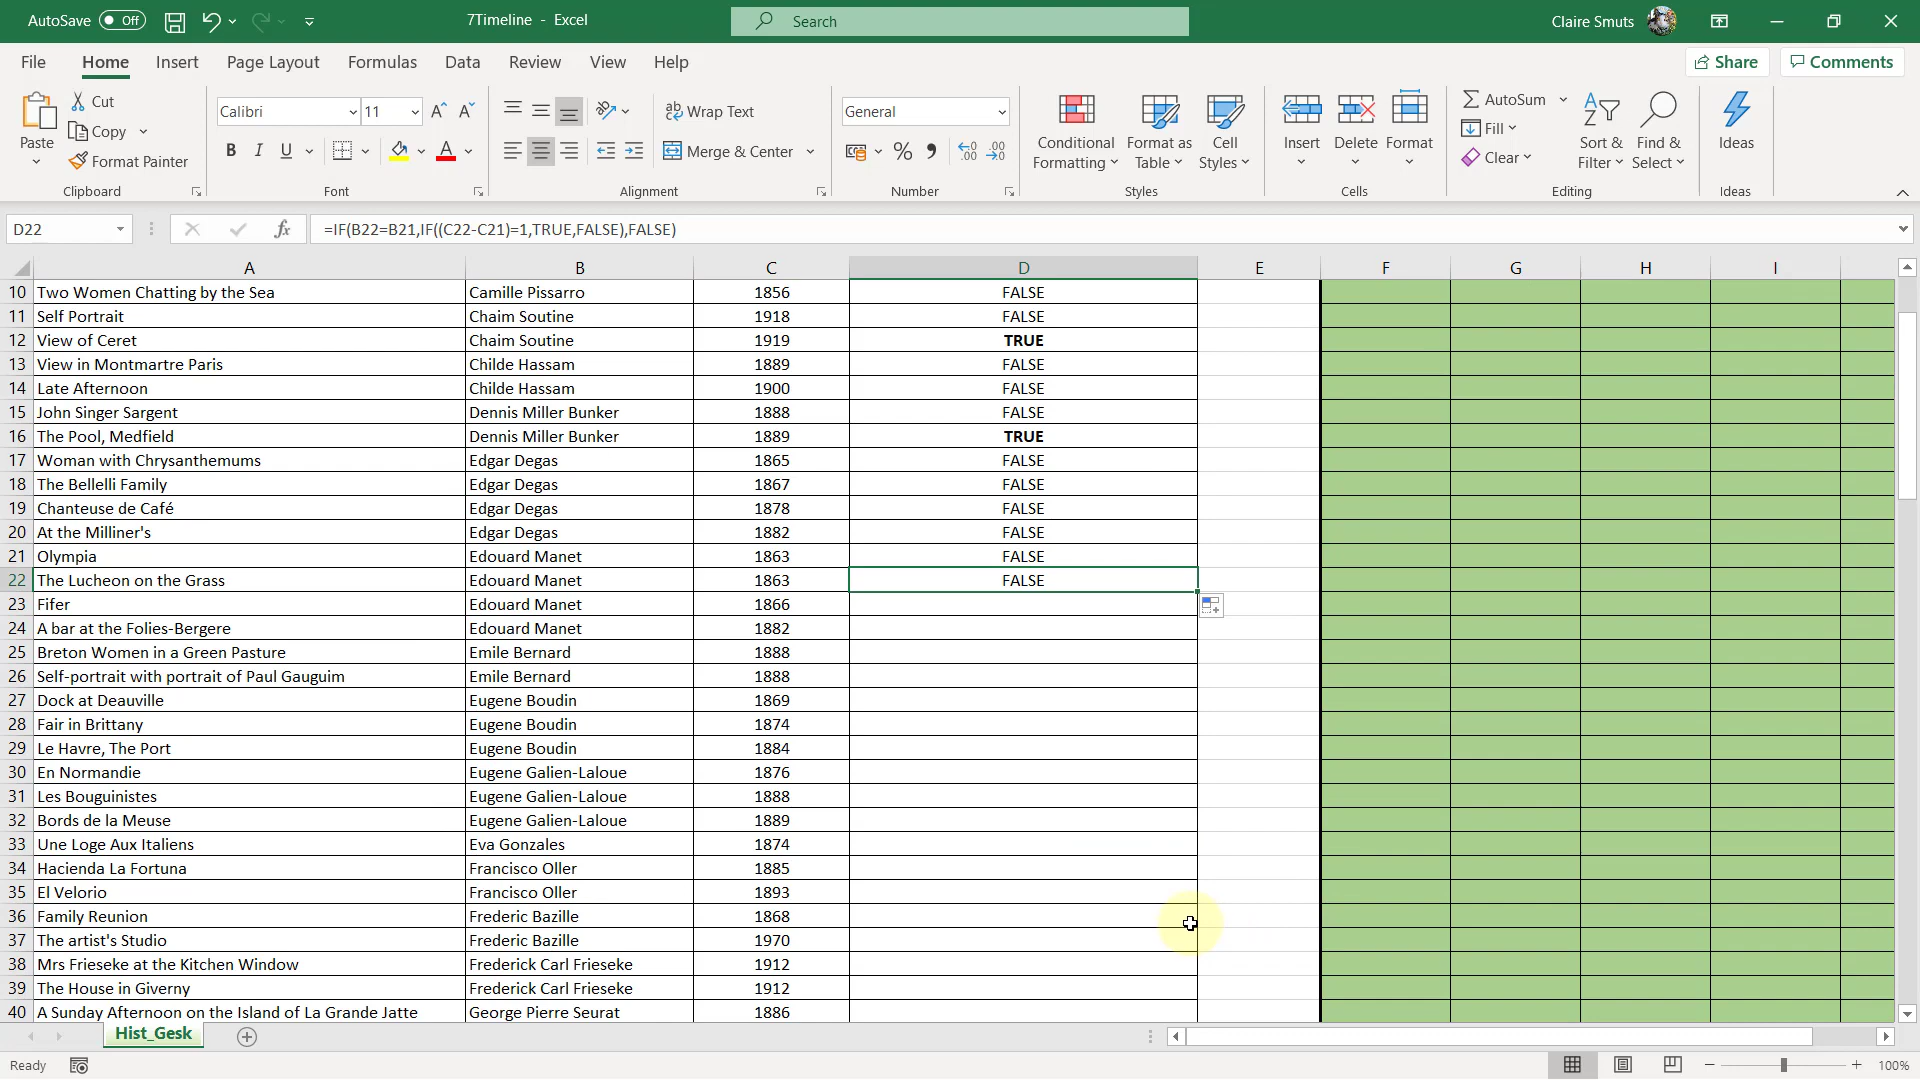 AutoSave Off 7Timeline - Excel Search Claire Smuts
File Home Insert Page Layout Formulas Data Review View Help Share Comments
Paste Cut Copy Format Painter Clipboard
Calibri 11 B I U A Font
Wrap Text Merge & Center Alignment
General % , Number
Conditional Formatting Format as Table Cell Styles Styles
Insert Delete Format Cells
AutoSum Fill Clear Sort & Filter Find & Select Editing
Ideas Ideas
D22 fx =IF(B22=B21,IF((C22-C21)=1,TRUE,FALSE),FALSE)
A B C D E F G H I
10 Two Women Chatting by the Sea Camille Pissarro 1856 FALSE
11 Self Portrait Chaim Soutine 1918 FALSE
12 View of Ceret Chaim Soutine 1919 TRUE
13 View in Montmartre Paris Childe Hassam 1889 FALSE
14 Late Afternoon Childe Hassam 1900 FALSE
15 John Singer Sargent Dennis Miller Bunker 1888 FALSE
16 The Pool, Medfield Dennis Miller Bunker 1889 TRUE
17 Woman with Chrysanthemums Edgar Degas 1865 FALSE
18 The Bellelli Family Edgar Degas 1867 FALSE
19 Chanteuse de Café Edgar Degas 1878 FALSE
20 At the Milliner's Edgar Degas 1882 FALSE
21 Olympia Edouard Manet 1863 FALSE
22 The Lucheon on the Grass Edouard Manet 1863 FALSE
23 Fifer Edouard Manet 1866
24 A bar at the Folies-Bergere Edouard Manet 1882
25 Breton Women in a Green Pasture Emile Bernard 1888
26 Self-portrait with portrait of Paul Gauguim Emile Bernard 1888
27 Dock at Deauville Eugene Boudin 1869
28 Fair in Brittany Eugene Boudin 1874
29 Le Havre, The Port Eugene Boudin 1884
30 En Normandie Eugene Galien-Laloue 1876
31 Les Bouguinistes Eugene Galien-Laloue 1888
32 Bords de la Meuse Eugene Galien-Laloue 1889
33 Une Loge Aux Italiens Eva Gonzales 1874
34 Hacienda La Fortuna Francisco Oller 1885
35 El Velorio Francisco Oller 1893
36 Family Reunion Frederic Bazille 1868
37 The artist's Studio Frederic Bazille 1970
38 Mrs Frieseke at the Kitchen Window Frederick Carl Frieseke 1912
39 The House in Giverny Frederick Carl Frieseke 1912
40 A Sunday Afternoon on the Island of La Grande Jatte George Pierre Seurat 1886
Hist_Gesk
Ready 100%